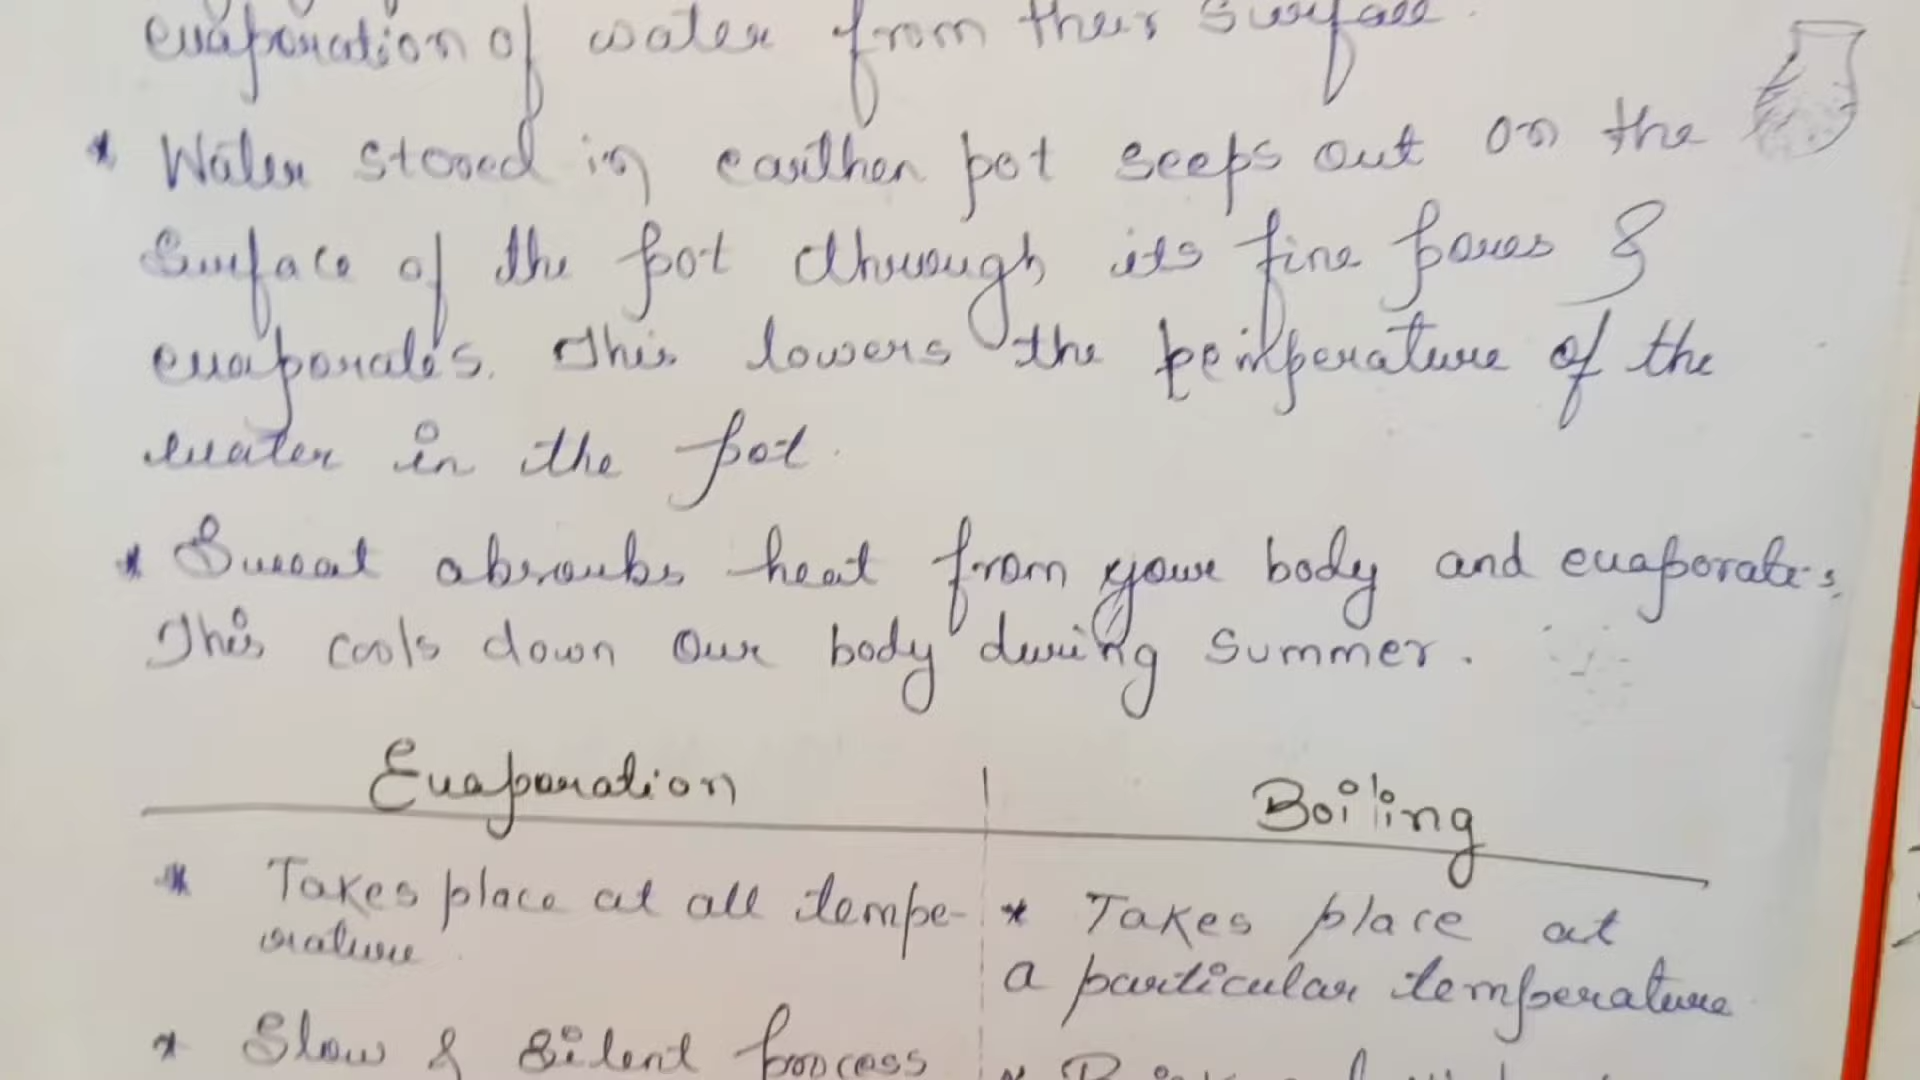 evaporation of water from their surface.
* Water stored in earthen pot seeps out on the
surface of the pot through its fine pores &
evaporates. This lowers the temperature of the
water in the pot.
* Sweat absorbs heat from your body and evaporates.
This cools down our body during summer.
Evaporation | Boiling
* Takes place at all tempe-
rature.
* Takes place at
a particular temperature
* Slow & silent process